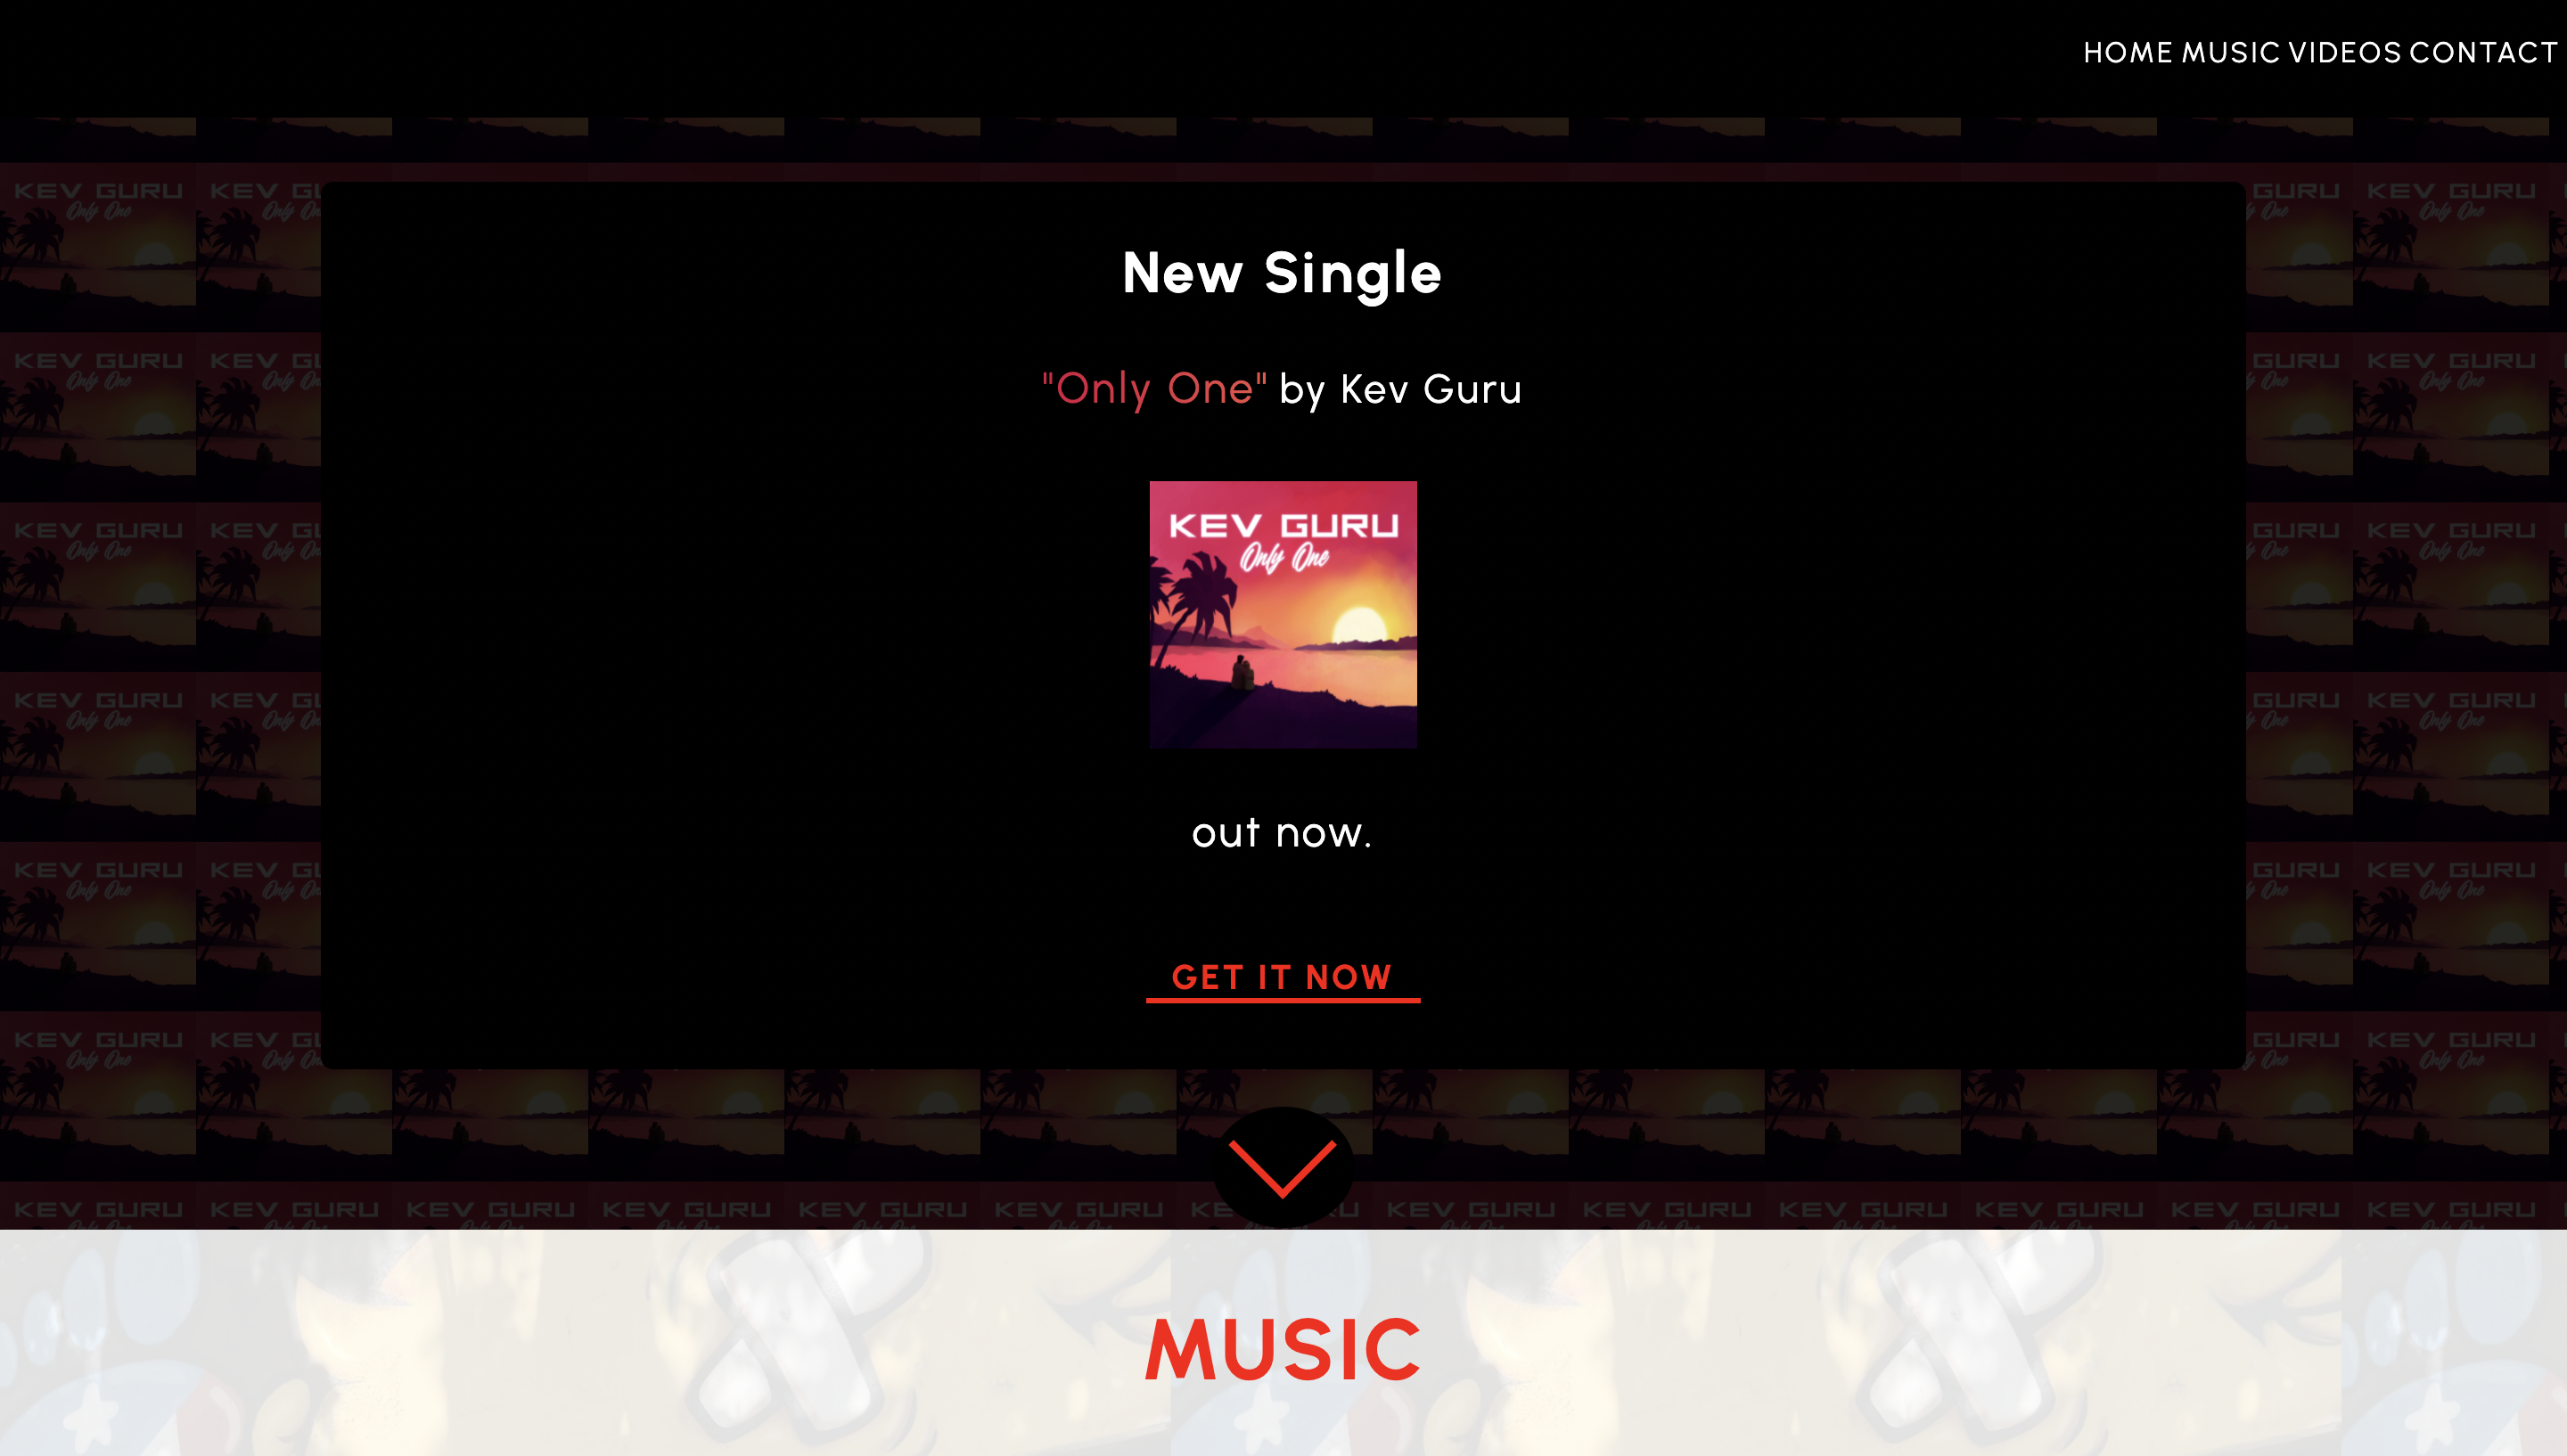 HOME MUSIC VIDEOS CONTACT
New Single
"Only One" by Kev Guru
KEV GURU
Only One
out now.
GET IT NOW
MUSIC